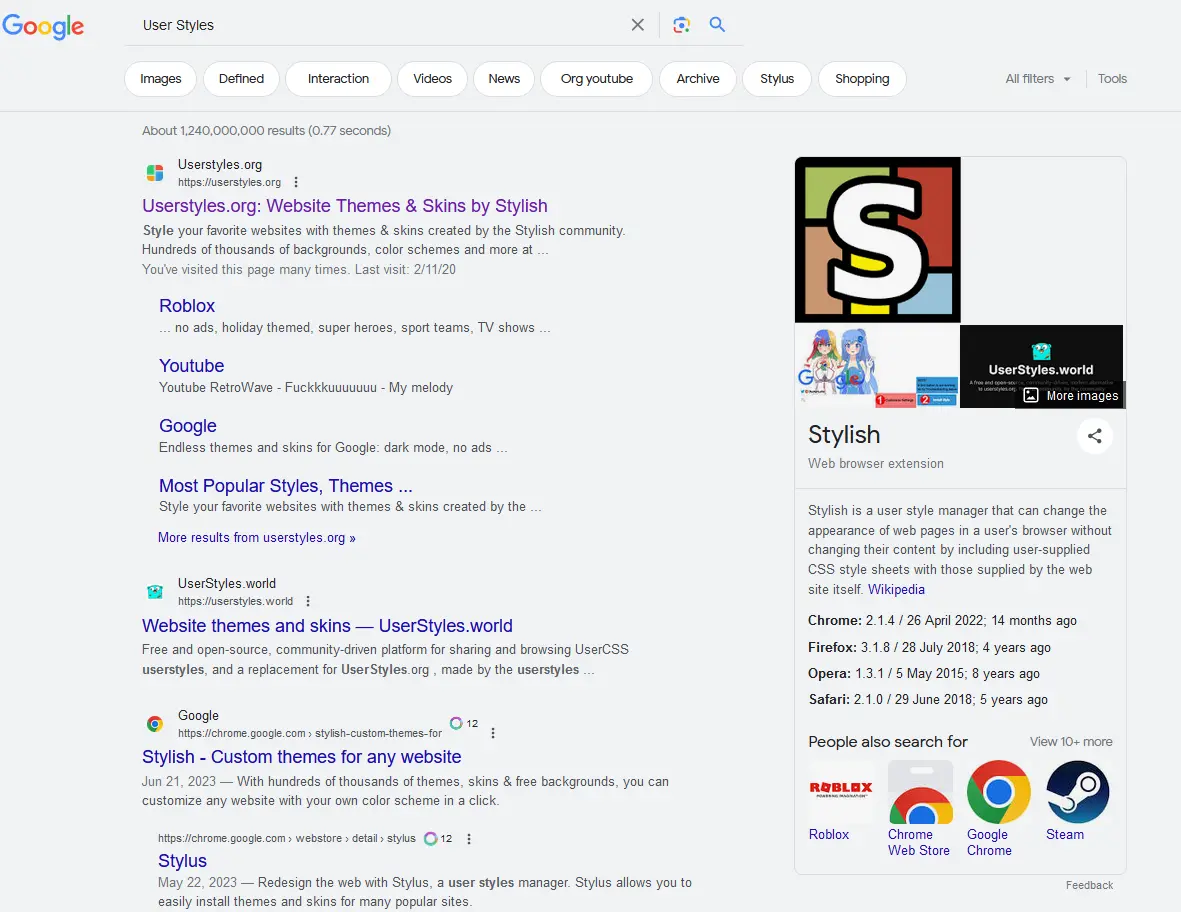 Google
User Styles
Images Defined Interaction Videos News Org youtube Archive Stylus Shopping All filters Tools
About 1,240,000,000 results (0.77 seconds)
Userstyles.org
https://userstyles.org
Userstyles.org: Website Themes & Skins by Stylish
Style your favorite websites with themes & skins created by the Stylish community.
Hundreds of thousands of backgrounds, color schemes and more at ...
You've visited this page many times. Last visit: 2/11/20
Roblox
... no ads, holiday themed, super heroes, sport teams, TV shows ...
Youtube
Youtube RetroWave - Fuckkkuuuuuu - My melody
Google
Endless themes and skins for Google: dark mode, no ads ...
Most Popular Styles, Themes ...
Style your favorite websites with themes & skins created by the ...
More results from userstyles.org »
UserStyles.world
https://userstyles.world
Website themes and skins — UserStyles.world
Free and open-source, community-driven platform for sharing and browsing UserCSS
userstyles, and a replacement for UserStyles.org , made by the userstyles ...
Google
https://chrome.google.com › stylish-custom-themes-for
12
Stylish - Custom themes for any website
Jun 21, 2023 — With hundreds of thousands of themes, skins & free backgrounds, you can
customize any website with your own color scheme in a click.
https://chrome.google.com › webstore › detail › stylus 12
Stylus
May 22, 2023 — Redesign the web with Stylus, a user styles manager. Stylus allows you to
easily install themes and skins for many popular sites.
S
Google
1
2
UserStyles.world
More images
Stylish
Web browser extension
Stylish is a user style manager that can change the
appearance of web pages in a user's browser without
changing their content by including user-supplied
CSS style sheets with those supplied by the web
site itself. Wikipedia
Chrome: 2.1.4 / 26 April 2022; 14 months ago
Firefox: 3.1.8 / 28 July 2018; 4 years ago
Opera: 1.3.1 / 5 May 2015; 8 years ago
Safari: 2.1.0 / 29 June 2018; 5 years ago
People also search for View 10+ more
ROBLOX
Roblox
Chrome
Web Store
Google
Chrome
Steam
Feedback